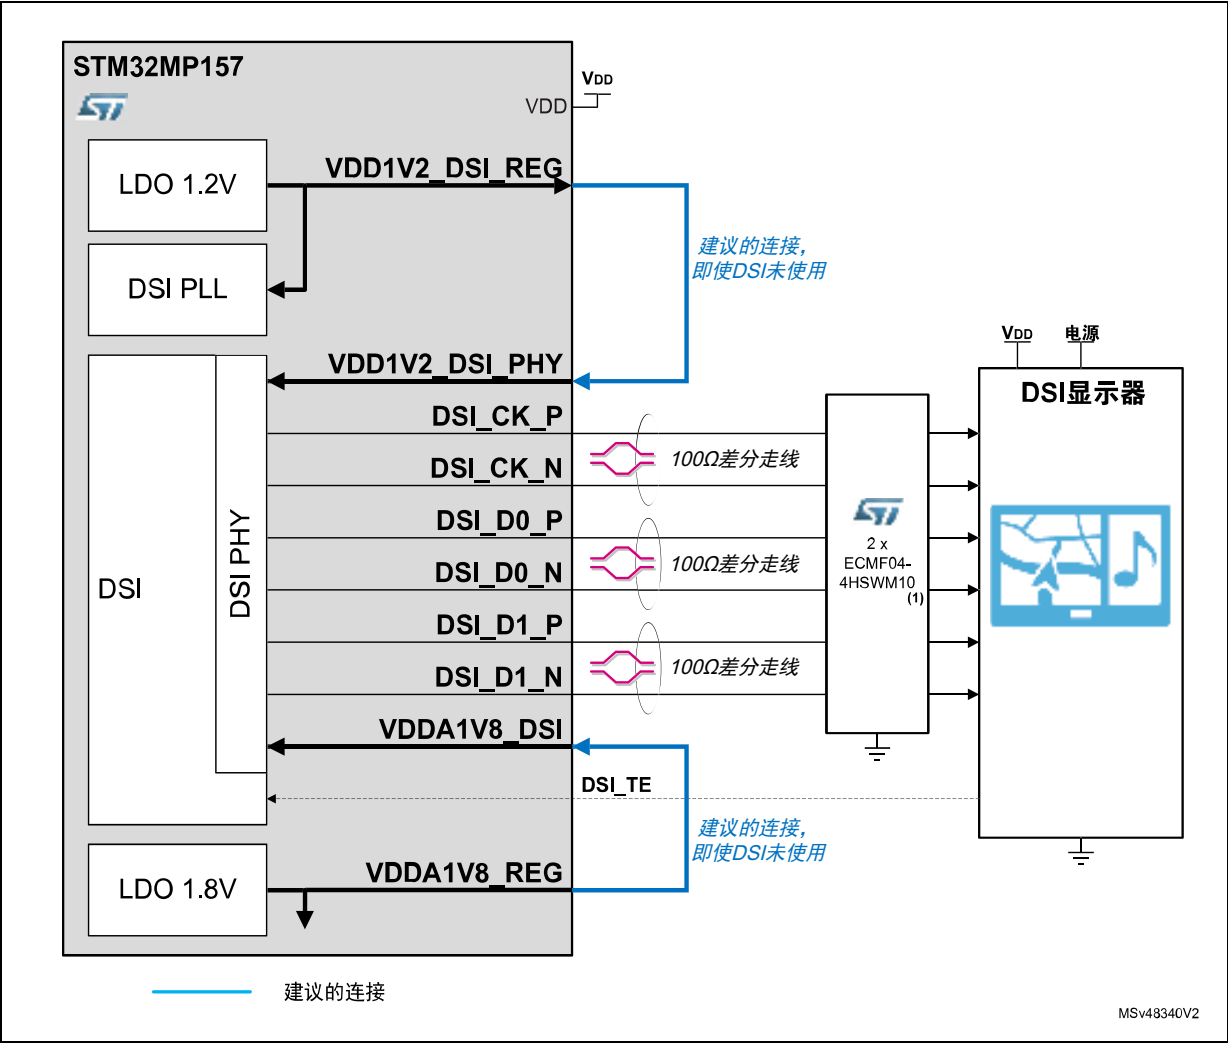 STM32MP157
VDD
VDD
LDO 1.2V
VDD1V2_DSI_REG
建议的连接，
即使DSI未使用
DSI PLL
VDD1V2_DSI_PHY
VDD
电源
DSI显示器
DSI_CK_P
100Ω差分走线
DSI_CK_N
DSI_D0_P
100Ω差分走线
DSI_D0_N
DSI_D1_P
100Ω差分走线
DSI_D1_N
DSI
DSI PHY
2 x
ECMF04-
4HSWM10
(1)
VDDA1V8_DSI
DSI_TE
建议的连接，
即使DSI未使用
LDO 1.8V
VDDA1V8_REG
建议的连接
MSv48340V2